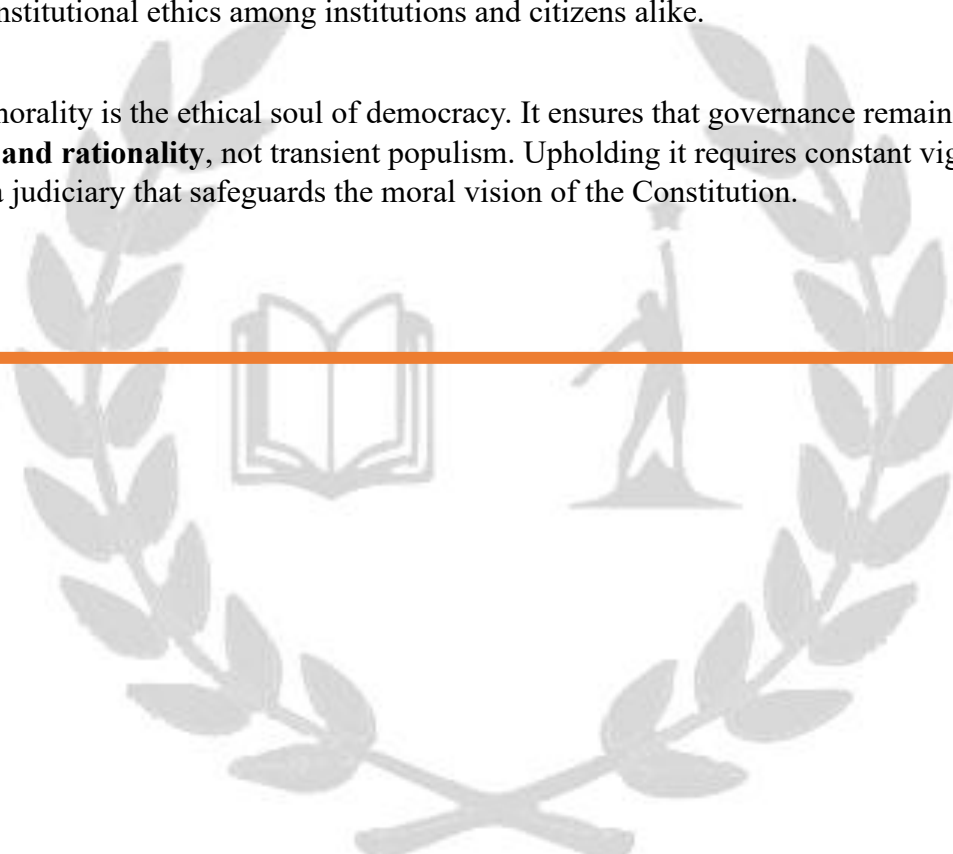 nstitutional ethics among institutions and citizens alike.
norality is the ethical soul of democracy. It ensures that governance remain
and rationality, not transient populism. Upholding it requires constant vig
a judiciary that safeguards the moral vision of the Constitution.